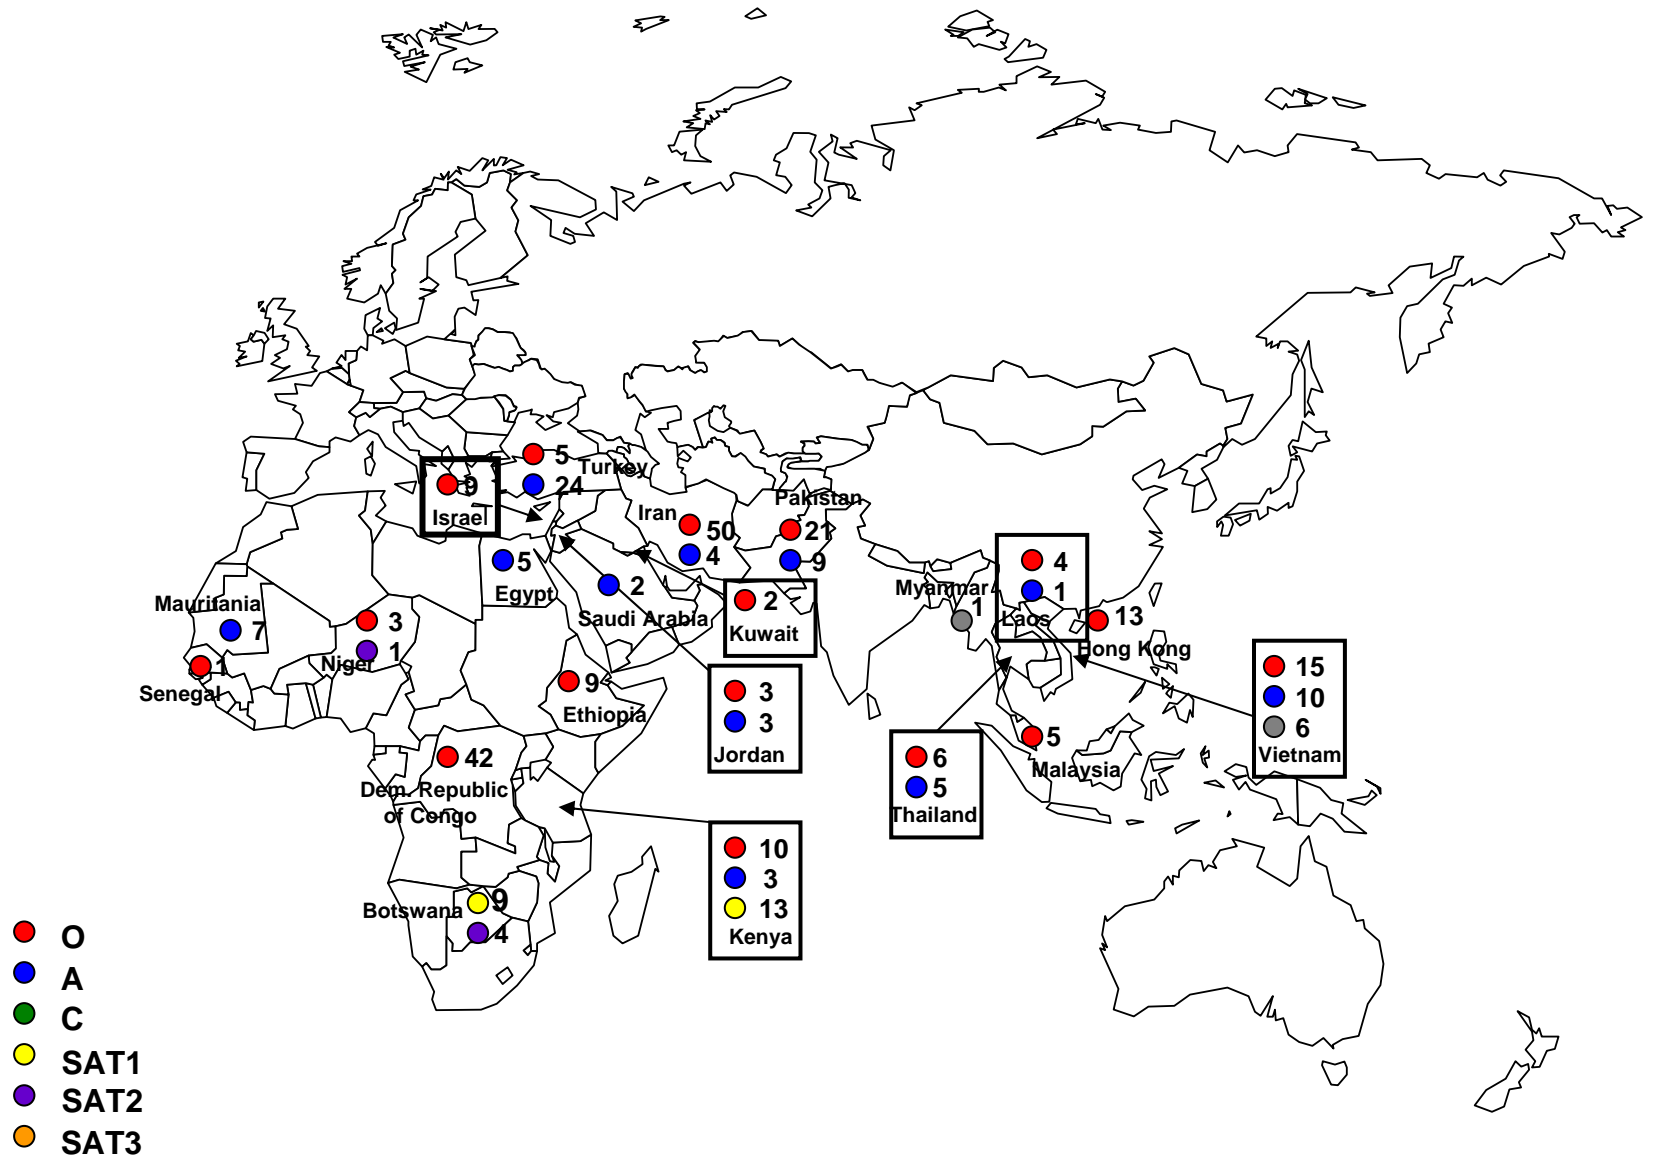 5
Turkey
24
9
Israel
Iran
50
4
Pakistan
21
9
5
Egypt
2
Saudi Arabia
2
Kuwait
4
1
Laos
Myanmar
1
13
Hong Kong
Mauritania
7
3
1
Niger
1
Senegal
9
Ethiopia
3
3
Jordan
15
10
6
Vietnam
42
Dem. Republic
of Congo
6
5
Thailand
5
Malaysia
10
3
13
Kenya
Botswana
9
4
O
A
C
SAT1
SAT2
SAT3